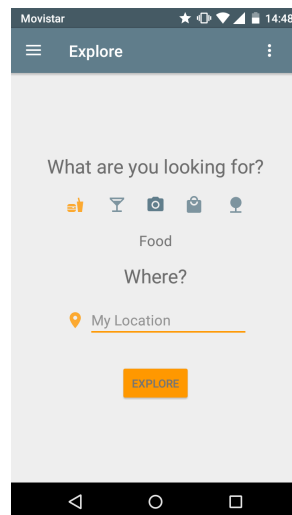 Movistar 14:48
Explore
What are you looking for?
Food
Where?
My Location
EXPLORE